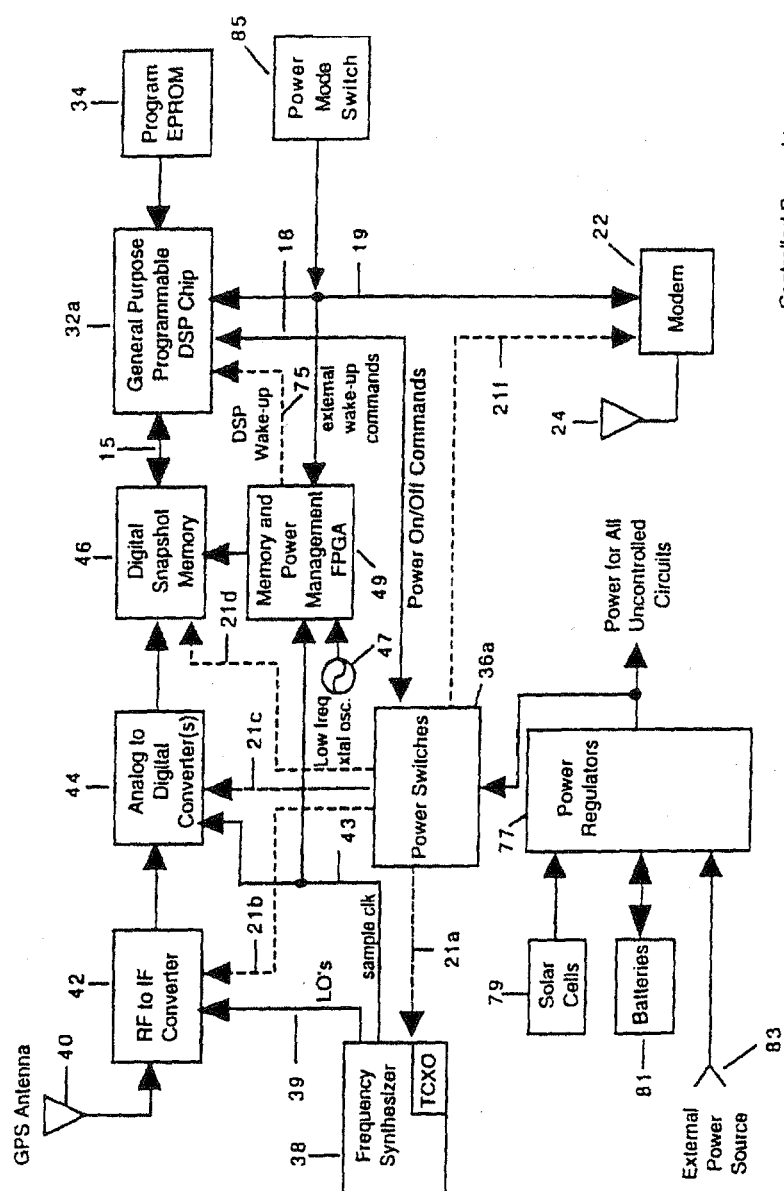 GPS Antenna
40
42
RF to IF
Converter
44
Analog to
Digital
Converter(s)
46
Digital
Snapshot
Memory
15
32a
General Purpose
Programmable
DSP Chip
34
Program
EPROM
85
Power
Mode
Switch
39
LO's
21b
21c
21d
sample clk
43
Low freq
xtal osc.
47
Memory and
Power
Management
FPGA
49
DSP
Wake-up
75
external
wake-up
commands
18
19
38
Frequency
Synthesizer
TCXO
21a
Power Switches
36a
Power On/Off Commands
21f
24
22
Modem
79
Solar
Cells
77
Power
Regulators
Power for All
Uncontrolled
Circuits
81
Batteries
External
Power
Source
83
Controlled Power